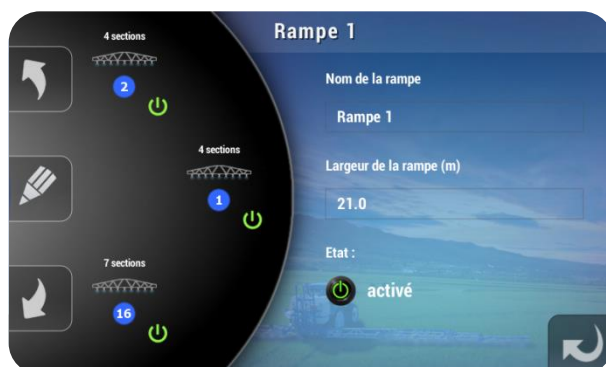 Rampe 1
4 sections
2
4 sections
1
7 sections
16
Nom de la rampe
Rampe 1
Largeur de la rampe (m)
21.0
Etat :
activé